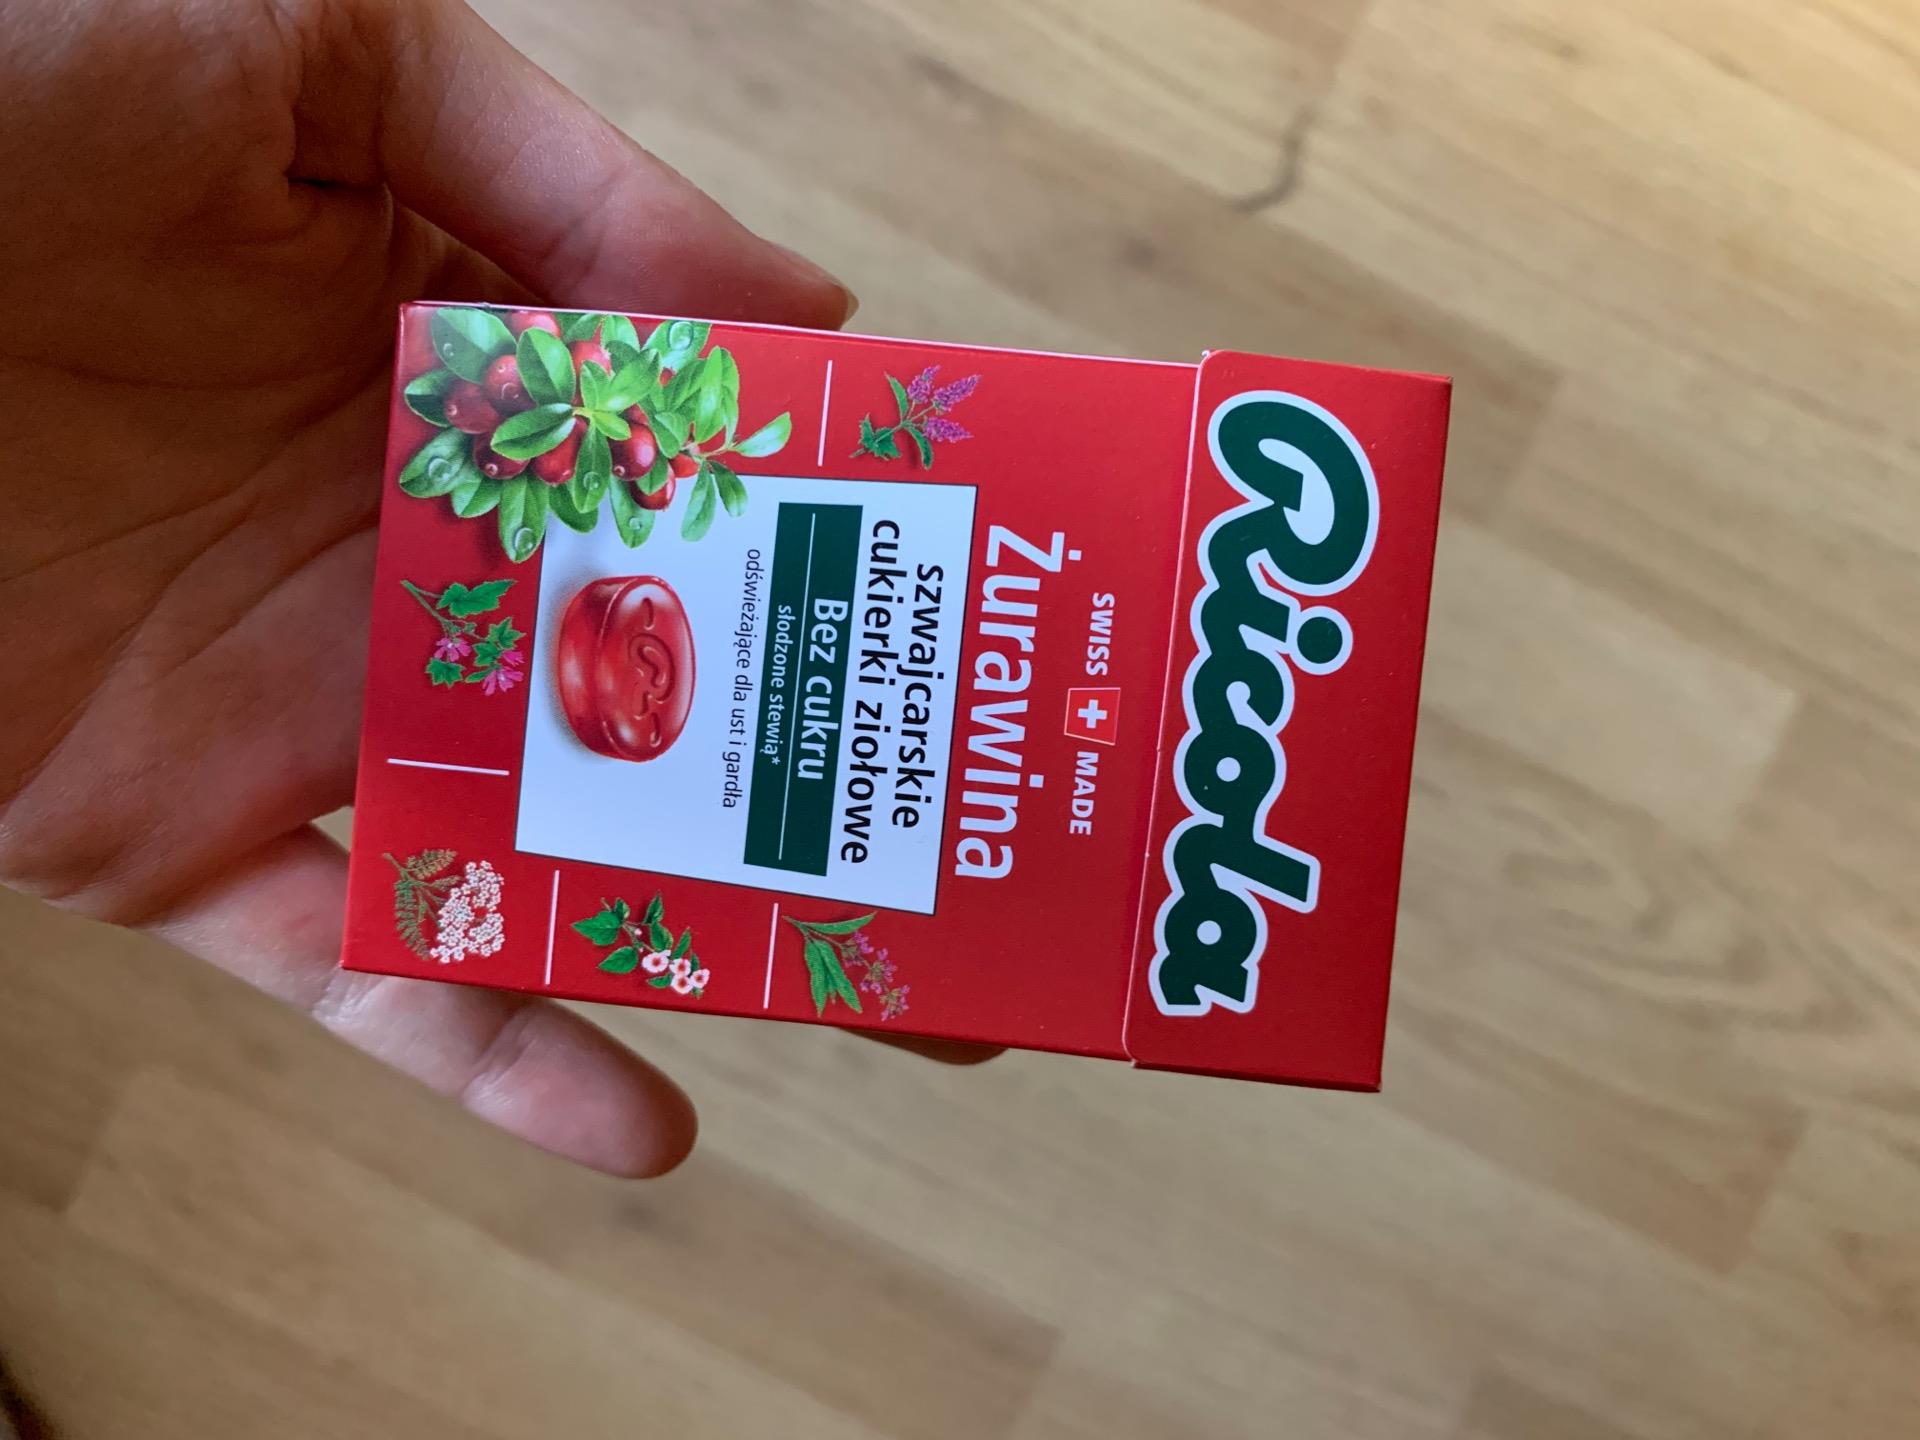 Ricola
SWISS MADE
Żurawina
szwajcarskie
cukierki ziołowe
Bez cukru
słodzone stewią*
odświeżające dla ust i gardła